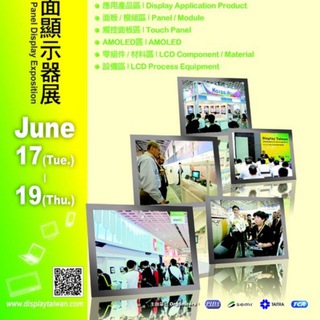 面顯示器展
Panel Display Exposition
• 應用產品區 | Display Application Product
• 面板 / 模組區 | Panel / Module
• 觸控面板區 | Touch Panel
• AMOLED區 | AMOLED
• 零組件 / 材料區 | LCD Component / Material
• 設備區 | LCD Process Equipment
June
17(Tue.)
19(Thu.)
www.displaytaiwan.com
TAITRA
TCA